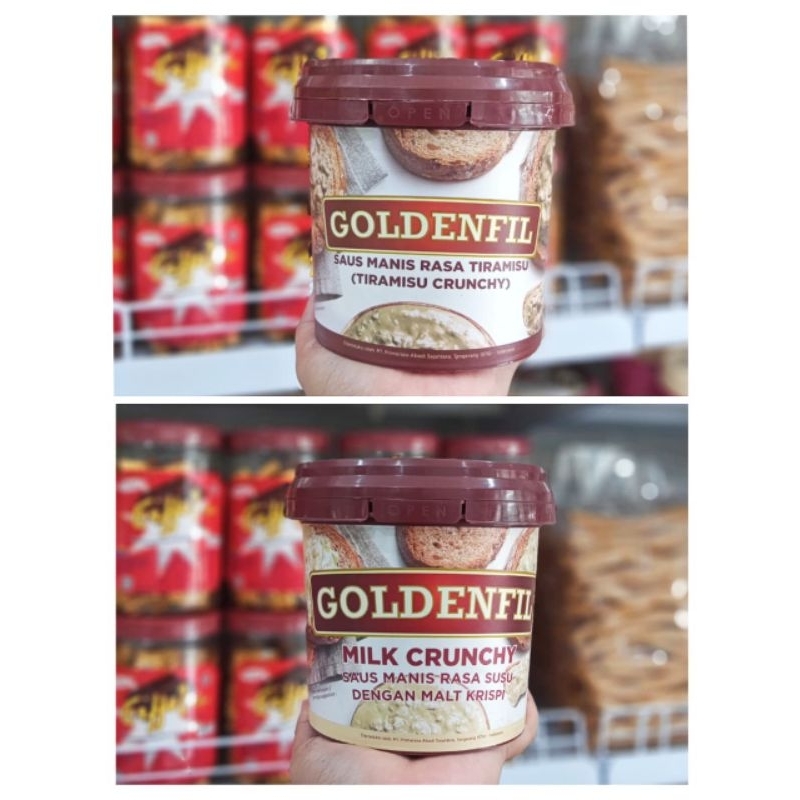 OPEN
GOLDENFIL
SAUS MANIS RASA TIRAMISU
(TIRAMISU CRUNCHY)
OPEN
GOLDENFIL
MILK CRUNCHY
SAUS MANIS RASA SUSU
DENGAN MALT KRISPI